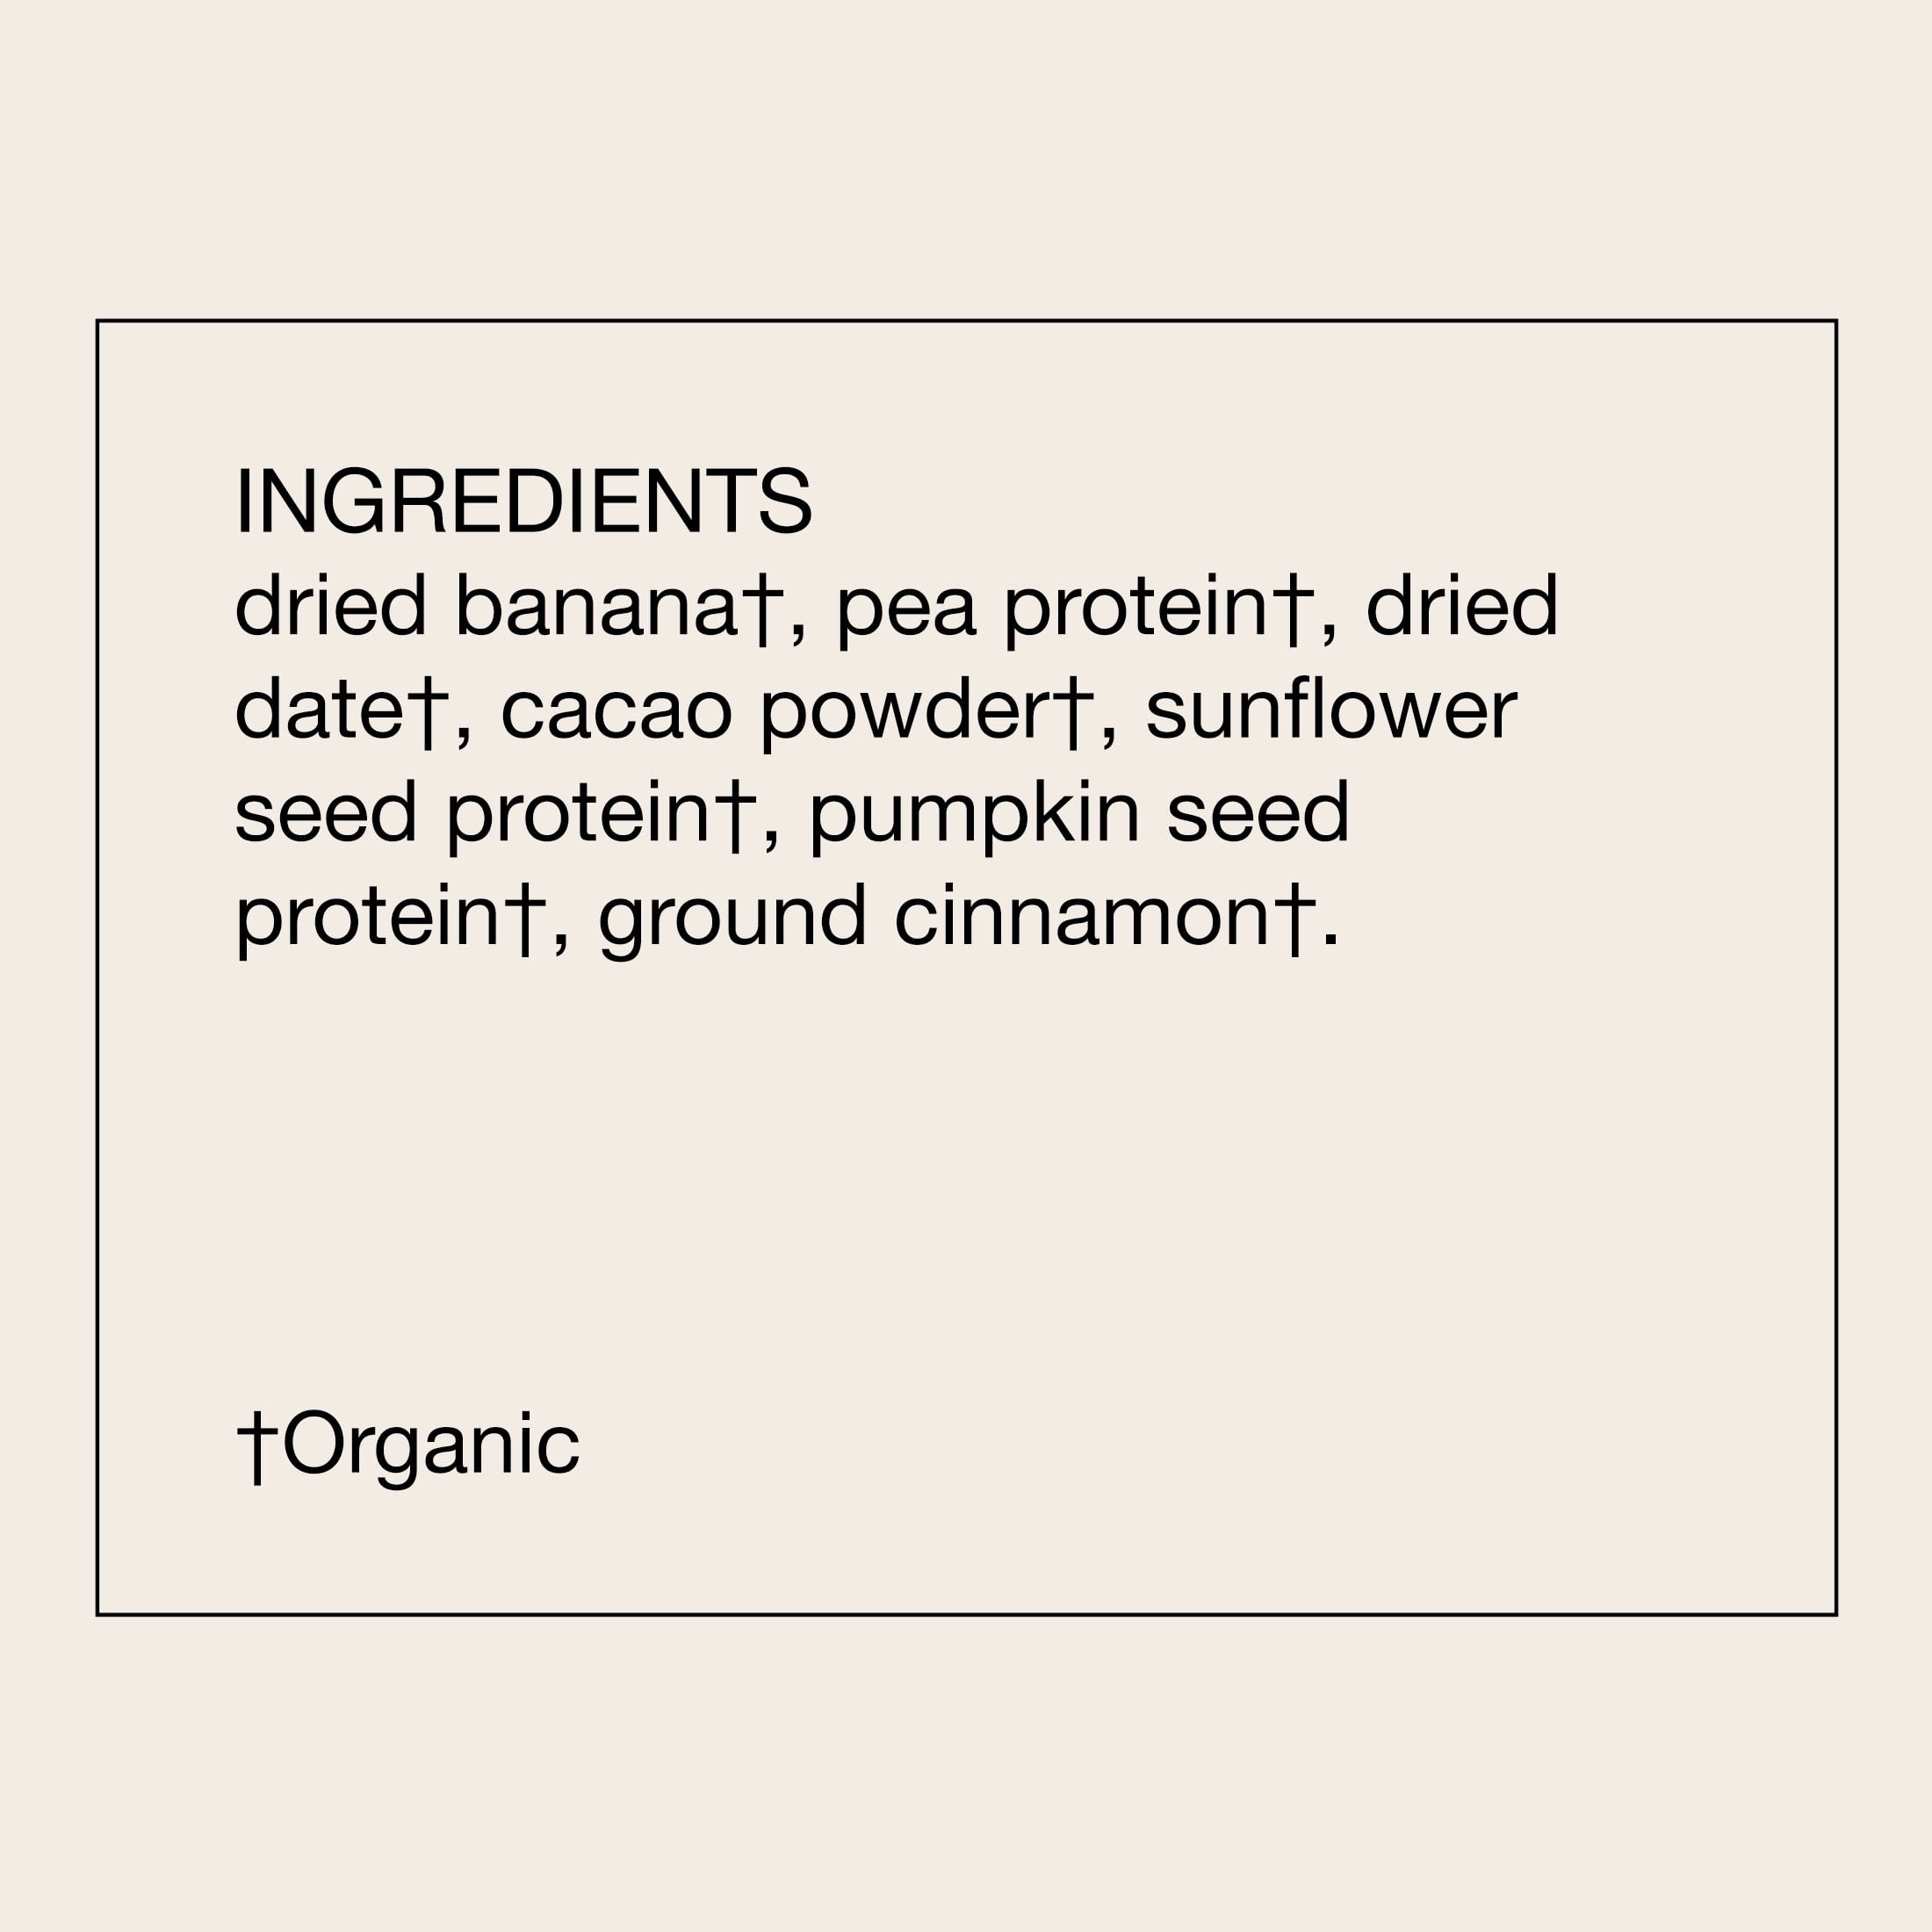 INGREDIENTS
dried banana†, pea protein†, dried
date†, cacao powder†, sunflower
seed protein†, pumpkin seed
protein†, ground cinnamon†.
†Organic